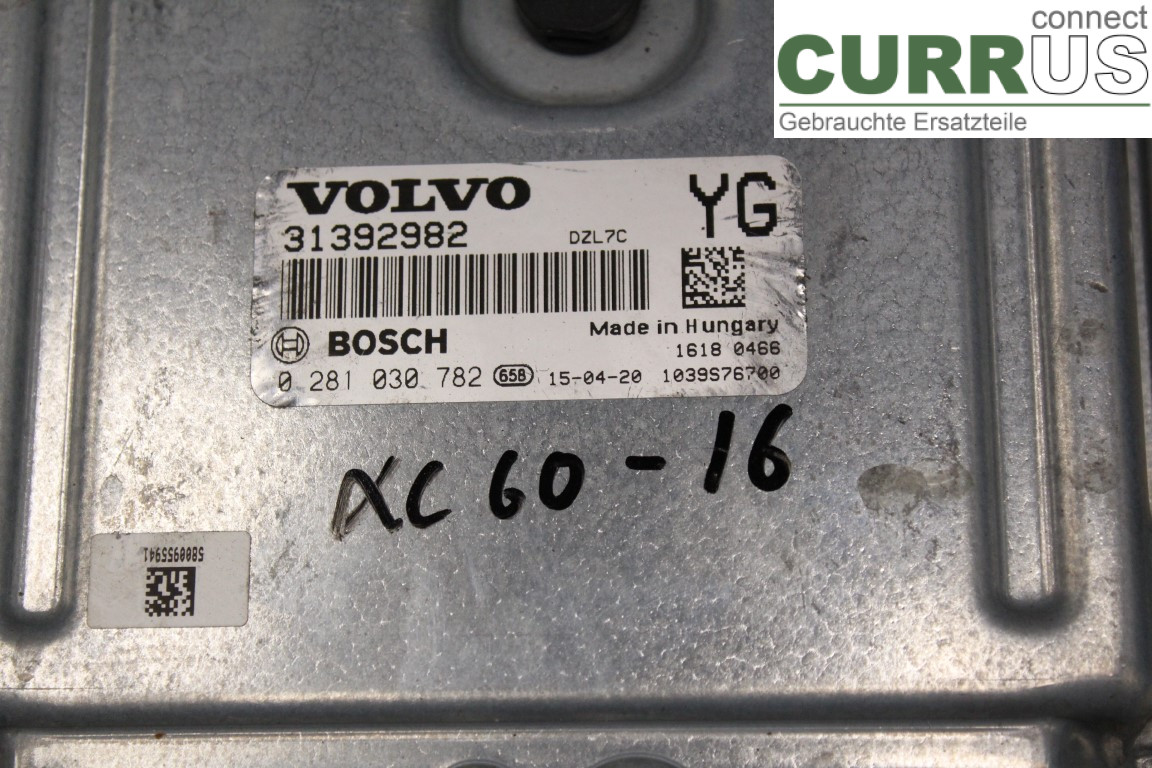 connect
CURRUS
Gebrauchte Ersatzteile
VOLVO
YG
31392982
DZL7C
BOSCH
Made in Hungary
1618 0466
0 281 030 782 658 15-04-20 1039S76700
XC 60 - 16
5800955941